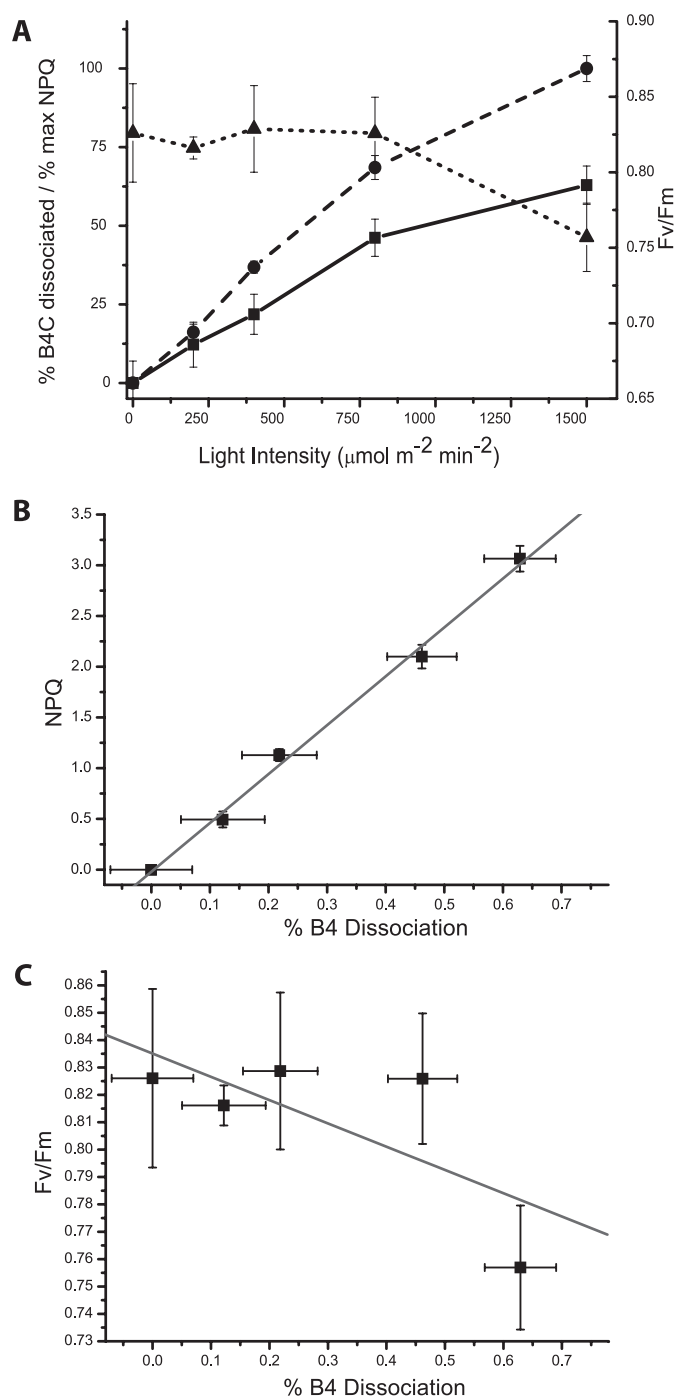 A
% B4C dissociated / % max NPQ
100
75
50
25
0
0.90
0.85
0.80
0.75
0.70
0.65
Fv/Fm
0 250 500 750 1000 1250 1500
Light Intensity (μmol m⁻² min⁻²)
B
NPQ
3.5
3.0
2.5
2.0
1.5
1.0
0.5
0.0
0.0 0.1 0.2 0.3 0.4 0.5 0.6 0.7
% B4 Dissociation
C
Fv/Fm
0.86
0.85
0.84
0.83
0.82
0.81
0.80
0.79
0.78
0.77
0.76
0.75
0.74
0.73
0.0 0.1 0.2 0.3 0.4 0.5 0.6 0.7
% B4 Dissociation